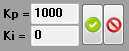 Kp = 1000
Ki = 0